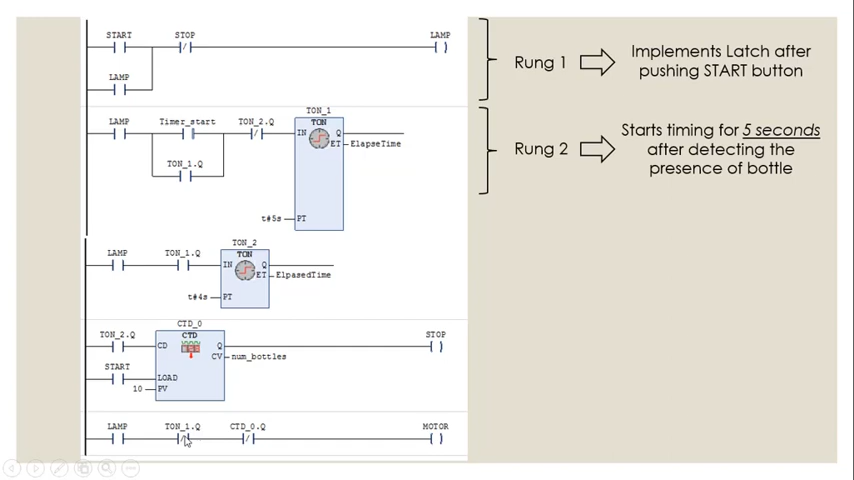 START
STOP
LAMP
LAMP
Rung 1
Implements Latch after
pushing START button
TON_1
LAMP
Timer_start
TON_2.Q
TON
IN
Q
ET
ElapseTime
TON_1.Q
t#5s
PT
Rung 2
Starts timing for 5 seconds
after detecting the
presence of bottle
TON_2
LAMP
TON_1.Q
TON
IN
Q
ET
ElpasedTime
t#4s
PT
CTD_0
TON_2.Q
CTD
STOP
CD
Q
CV
num_bottles
START
LOAD
10
PV
LAMP
TON_1.Q
CTD_0.Q
MOTOR